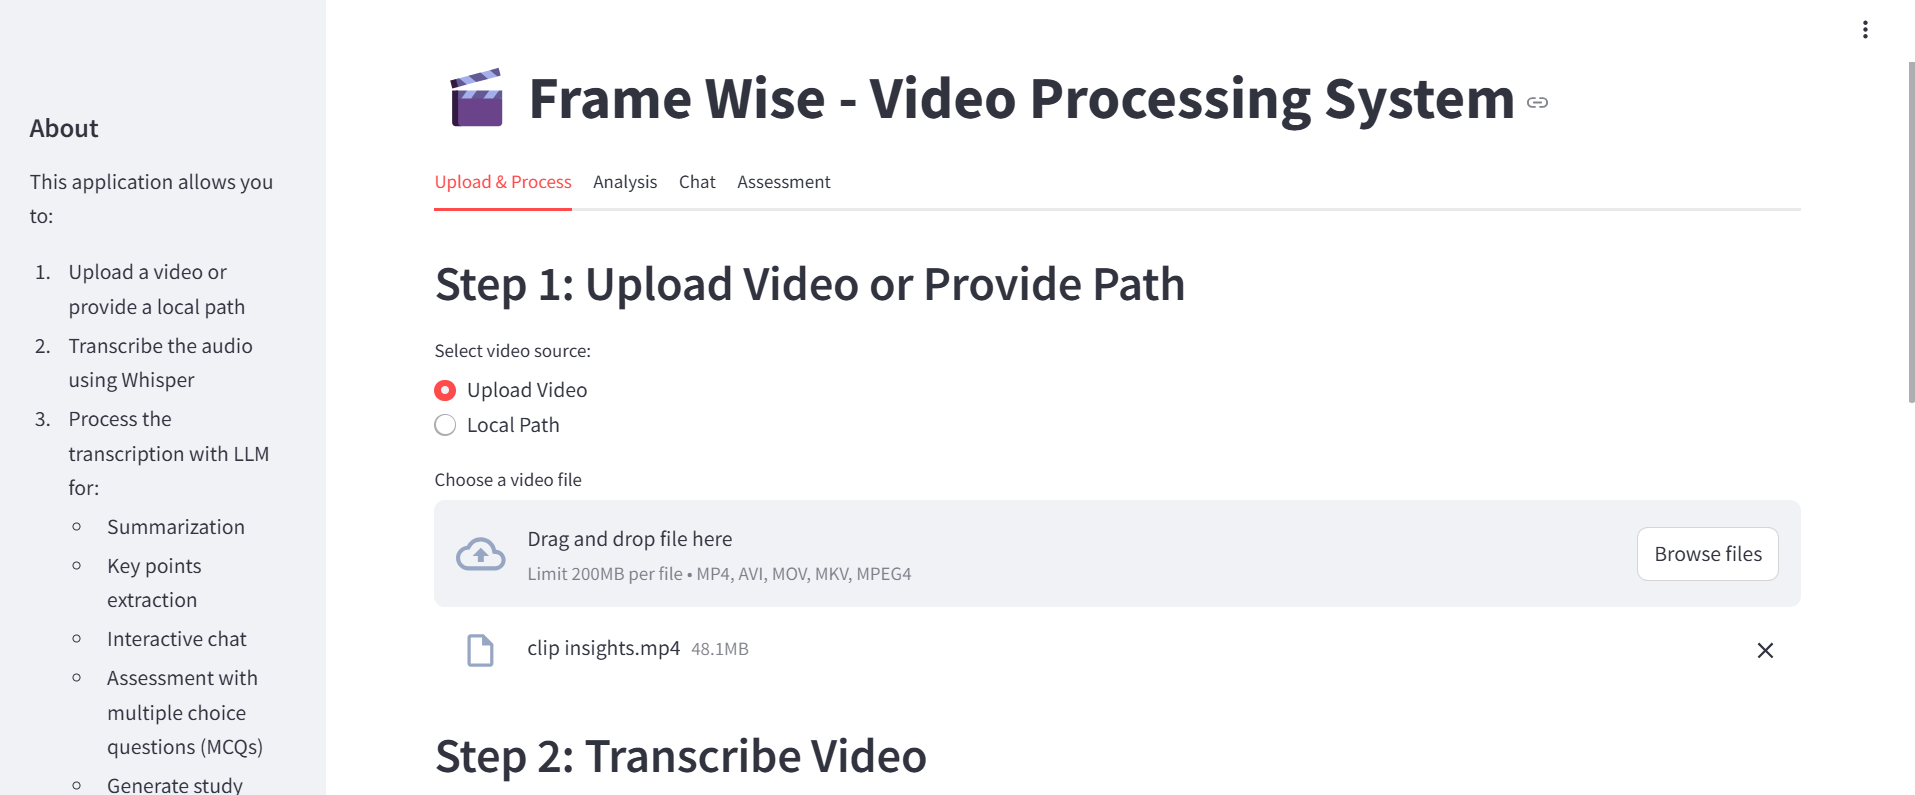 About
This application allows you
to:
1. Upload a video or
provide a local path
2. Transcribe the audio
using Whisper
3. Process the
transcription with LLM
for:
Summarization
Key points
extraction
Interactive chat
Assessment with
multiple choice
questions (MCQs)
Generate study
Frame Wise - Video Processing System
Upload & Process Analysis Chat Assessment
Step 1: Upload Video or Provide Path
Select video source:
Upload Video
Local Path
Choose a video file
Drag and drop file here
Limit 200MB per file • MP4, AVI, MOV, MKV, MPEG4
Browse files
clip insights.mp4 48.1MB
Step 2: Transcribe Video